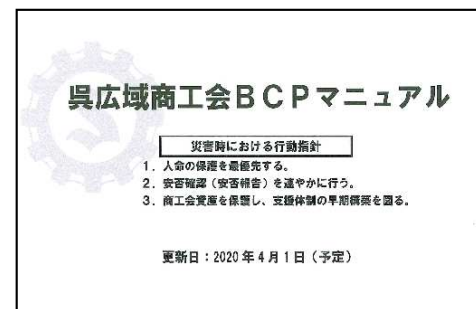 呉広域商工会BCPマニュアル
災害時における行動指針
1．人命の保護を最優先する。
2．安否確認（安否報告）を速やかに行う。
3．商工会資産を保護し、支援体制の早期構築を図る。
更新日：2020年4月1日（予定）